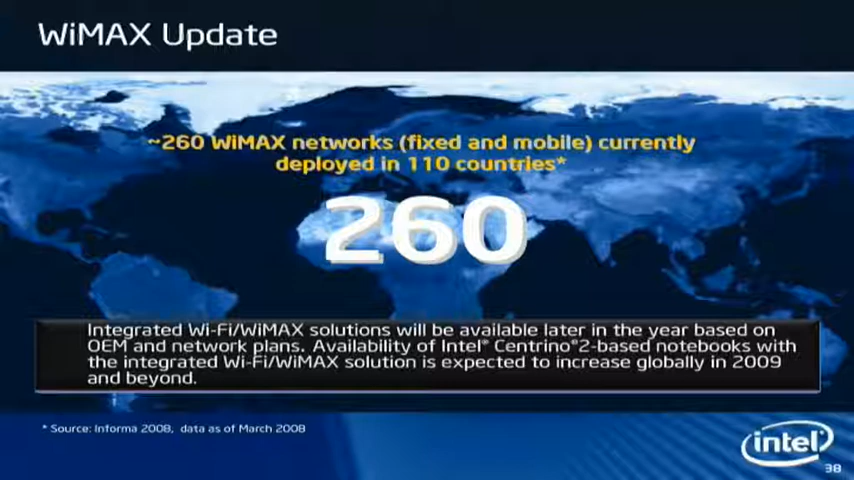 WiMAX Update
~260 WiMAX networks (fixed and mobile) currently
deployed in 110 countries*
260
Integrated Wi-Fi/WiMAX solutions will be available later in the year based on
OEM and network plans. Availability of Intel® Centrino®2-based notebooks with
the integrated Wi-Fi/WiMAX solution is expected to increase globally in 2009
and beyond.
* Source: Informa 2008, data as of March 2008
intel®
38